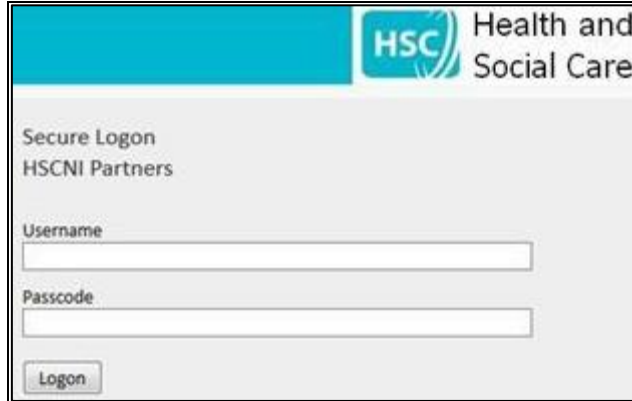 HSC
Health and
Social Care
Secure Logon
HSCNI Partners
Username
Passcode
Logon